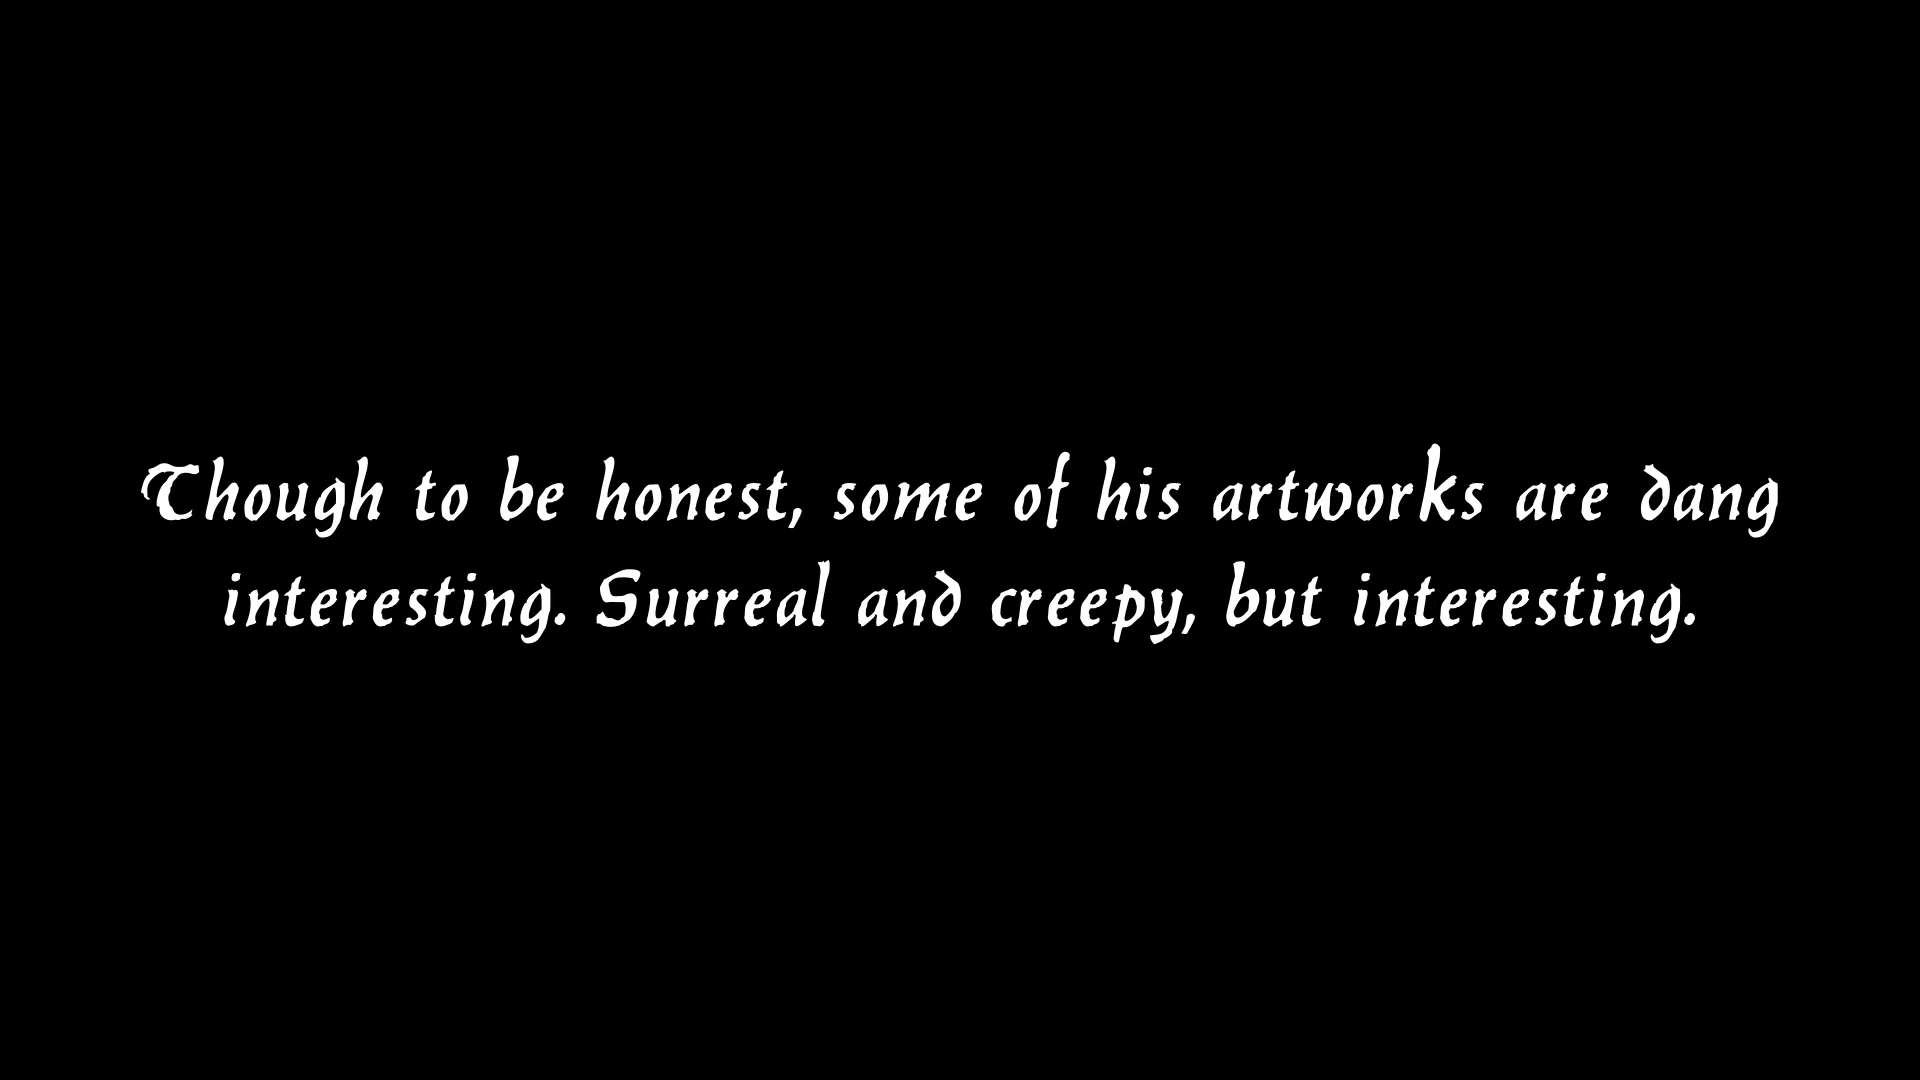 Though to be honest, some of his artworks are dang
interesting. Surreal and creepy, but interesting.